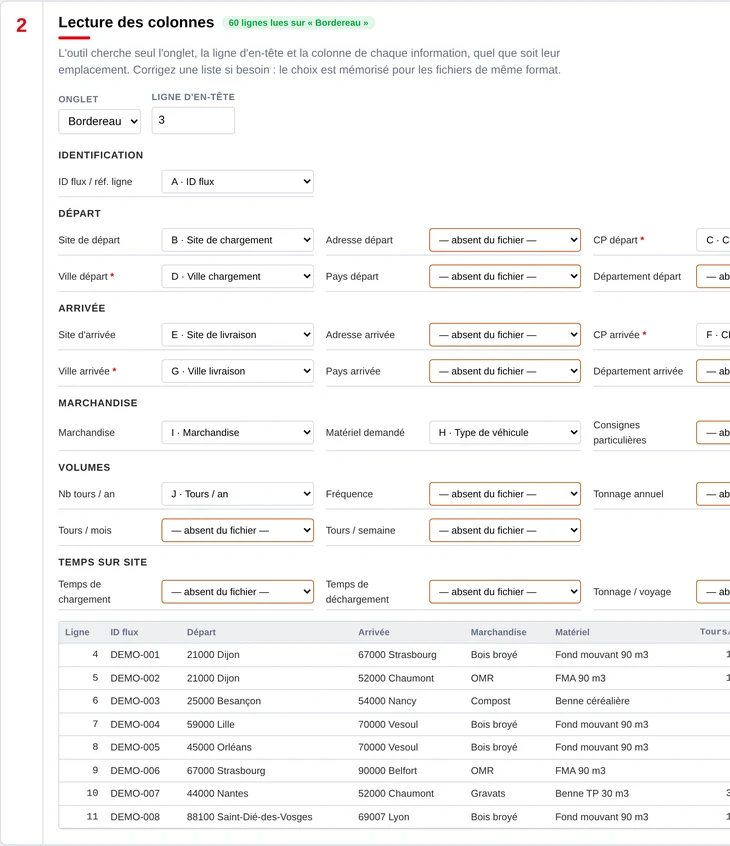 2
Lecture des colonnes 60 lignes lues sur « Bordereau »
L'outil cherche seul l'onglet, la ligne d'en-tête et la colonne de chaque information, quel que soit leur
emplacement. Corrigez une liste si besoin : le choix est mémorisé pour les fichiers de même format.
ONGLET LIGNE D'EN-TÊTE
Bordereau 3
IDENTIFICATION
ID flux / réf. ligne A · ID flux
DÉPART
Site de départ B · Site de chargement Adresse départ — absent du fichier — CP départ * C · C
Ville départ * D · Ville chargement Pays départ — absent du fichier — Département départ — ab
ARRIVÉE
Site d'arrivée E · Site de livraison Adresse arrivée — absent du fichier — CP arrivée * F · C
Ville arrivée * G · Ville livraison Pays arrivée — absent du fichier — Département arrivée — ab
MARCHANDISE
Marchandise I · Marchandise Matériel demandé H · Type de véhicule Consignes particulières — ab
VOLUMES
Nb tours / an J · Tours / an Fréquence — absent du fichier — Tonnage annuel — ab
Tours / mois — absent du fichier — Tours / semaine — absent du fichier —
TEMPS SUR SITE
Temps de chargement — absent du fichier — Temps de déchargement — absent du fichier — Tonnage / voyage — ab
Ligne ID flux Départ Arrivée Marchandise Matériel Tours/
4 DEMO-001 21000 Dijon 67000 Strasbourg Bois broyé Fond mouvant 90 m3 1
5 DEMO-002 21000 Dijon 52000 Chaumont OMR FMA 90 m3 1
6 DEMO-003 25000 Besançon 54000 Nancy Compost Benne céréalière
7 DEMO-004 59000 Lille 70000 Vesoul Bois broyé Fond mouvant 90 m3
8 DEMO-005 45000 Orléans 70000 Vesoul Bois broyé Fond mouvant 90 m3
9 DEMO-006 67000 Strasbourg 90000 Belfort OMR FMA 90 m3
10 DEMO-007 44000 Nantes 52000 Chaumont Gravats Benne TP 30 m3 3
11 DEMO-008 88100 Saint-Dié-des-Vosges 69007 Lyon Bois broyé Fond mouvant 90 m3 1